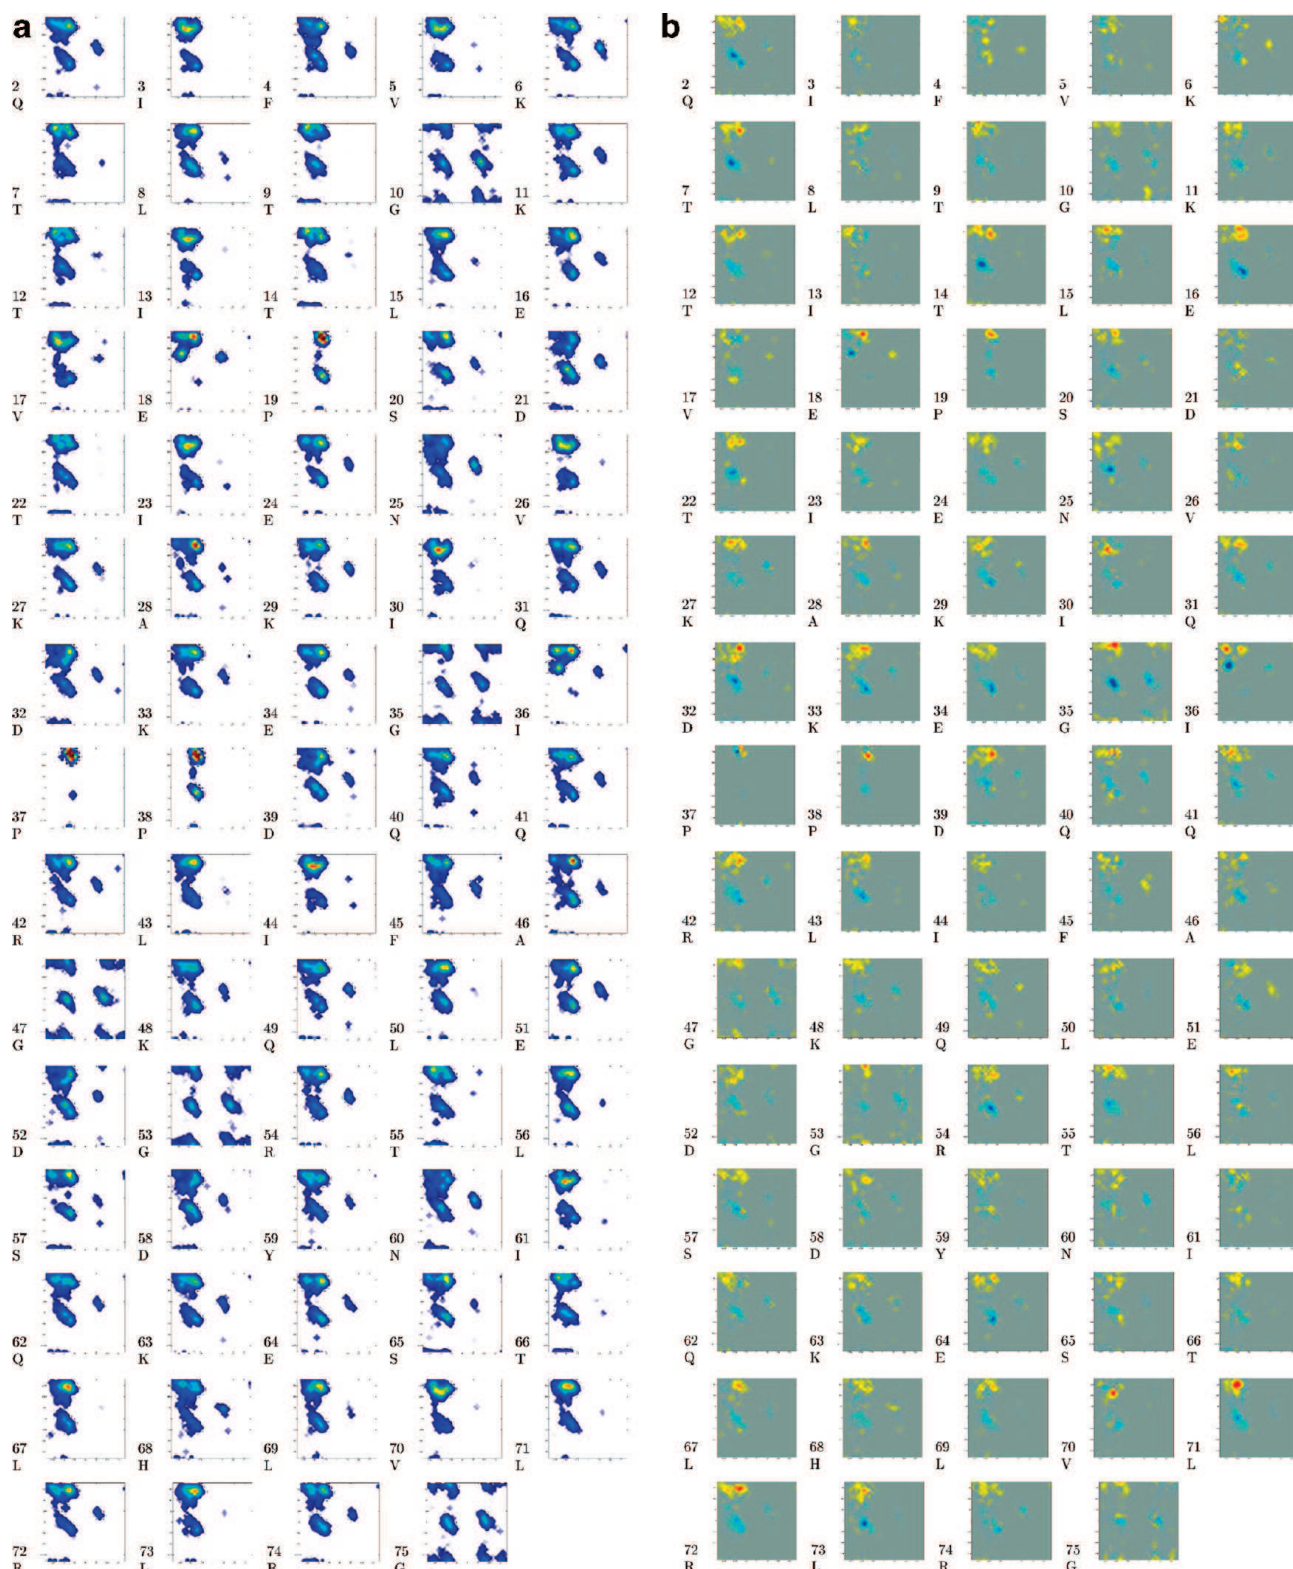 a b
2 3 4 5 6 2 3 4 5 6
Q I F V K Q I F V K
7 8 9 10 11 7 8 9 10 11
T L T G K T L T G K
12 13 14 15 16 12 13 14 15 16
T I T L E T I T L E
17 18 19 20 21 17 18 19 20 21
V E P S D V E P S D
22 23 24 25 26 22 23 24 25 26
T I E N V T I E N V
27 28 29 30 31 27 28 29 30 31
K A K I Q K A K I Q
32 33 34 35 36 32 33 34 35 36
D K E G I D K E G I
37 38 39 40 41 37 38 39 40 41
P P D Q Q P P D Q Q
42 43 44 45 46 42 43 44 45 46
R L I F A R L I F A
47 48 49 50 51 47 48 49 50 51
G K Q L E G K Q L E
52 53 54 55 56 52 53 54 55 56
D G R T L D G R T L
57 58 59 60 61 57 58 59 60 61
S D Y N I S D Y N I
62 63 64 65 66 62 63 64 65 66
Q K E S T Q K E S T
67 68 69 70 71 67 68 69 70 71
L H L V L L H L V L
72 73 74 75 72 73 74 75
R L R G R L R G